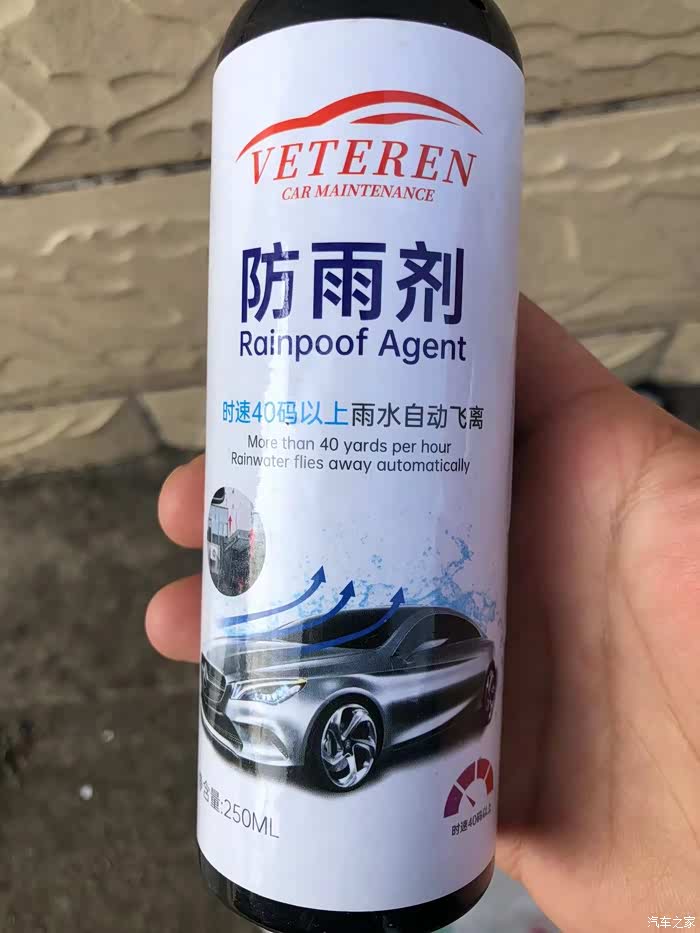 VETEREN
CAR MAINTENANCE
防雨剂
Rainpoof Agent
时速40码以上雨水自动飞离
More than 40 yards per hour
Rainwater flies away automatically
净含量:250ML
时速40码以上
汽车之家